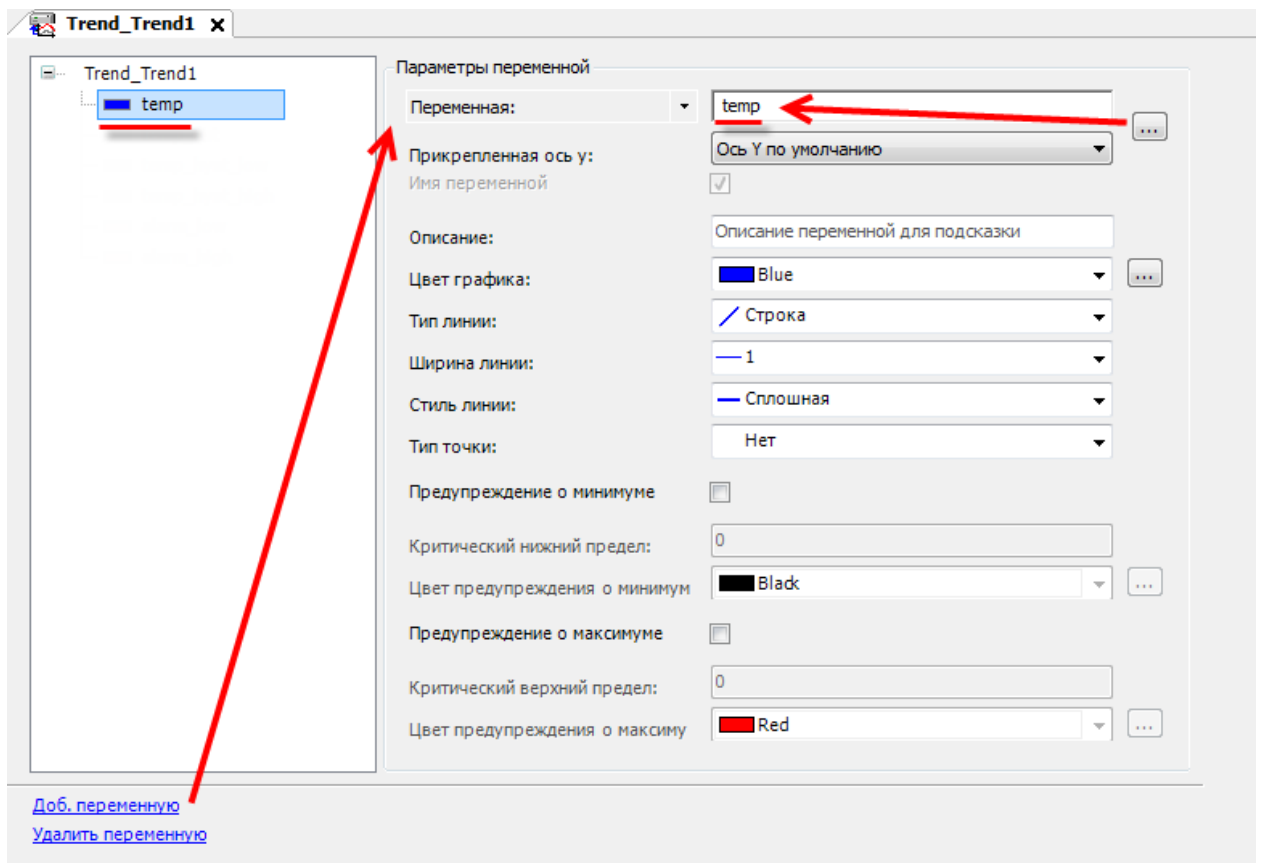 Trend_Trend1 x
Trend_Trend1
temp
Параметры переменной
Переменная: temp ...
Прикрепленная ось y: Ось Y по умолчанию
Имя переменной
Описание: Описание переменной для подсказки
Цвет графика: Blue ...
Тип линии: Строка
Ширина линии: 1
Стиль линии: Сплошная
Тип точки: Нет
Предупреждение о минимуме
Критический нижний предел: 0
Цвет предупреждения о минимум Black ...
Предупреждение о максимуме
Критический верхний предел: 0
Цвет предупреждения о максиму Red ...
Доб. переменную
Удалить переменную